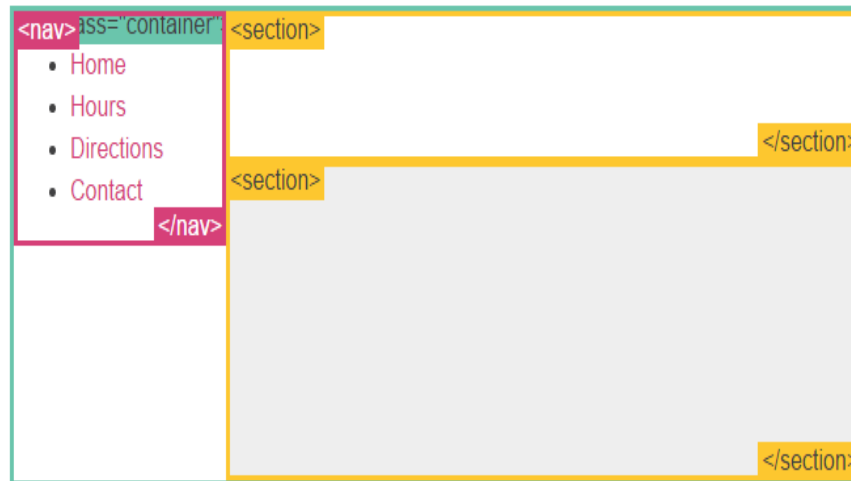 <nav>
ass="container"
<section>
Home
Hours
Directions
Contact
</nav>
</section>
<section>
</section>